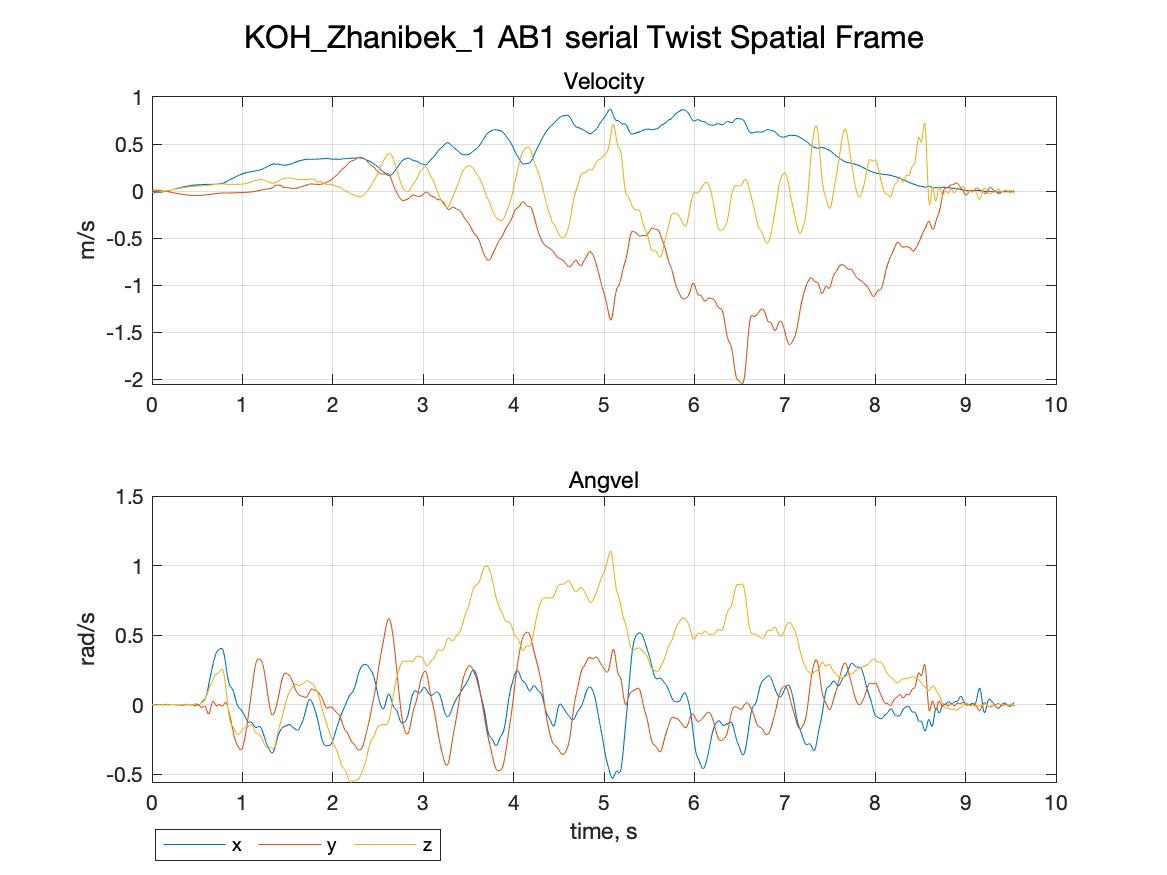 KOH_Zhanibek_1 AB1 serial Twist Spatial Frame
Velocity
1
0.5
0
-0.5
-1
-1.5
-2
m/s
0 1 2 3 4 5 6 7 8 9 10
Angvel
1.5
1
0.5
0
-0.5
rad/s
0 1 2 3 4 5 6 7 8 9 10
time, s
x y z